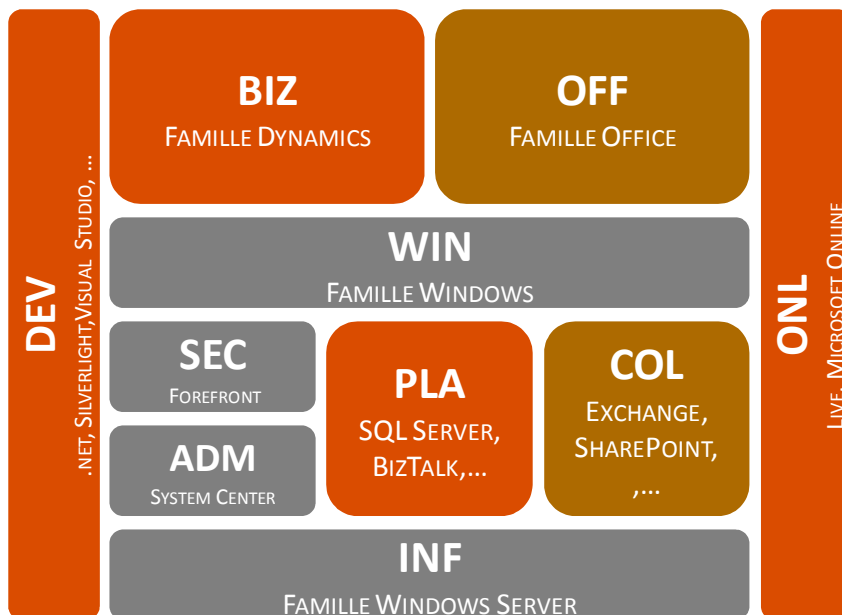 DEV
.NET, SILVERLIGHT,VISUAL STUDIO, ...
BIZ
FAMILLE DYNAMICS
OFF
FAMILLE OFFICE
WIN
FAMILLE WINDOWS
SEC
FOREFRONT
ADM
SYSTEM CENTER
PLA
SQL SERVER,
BIZTALK,...
COL
EXCHANGE,
SHAREPOINT,
,...
INF
FAMILLE WINDOWS SERVER
ONL
LIVE, MICROSOFT ONLINE